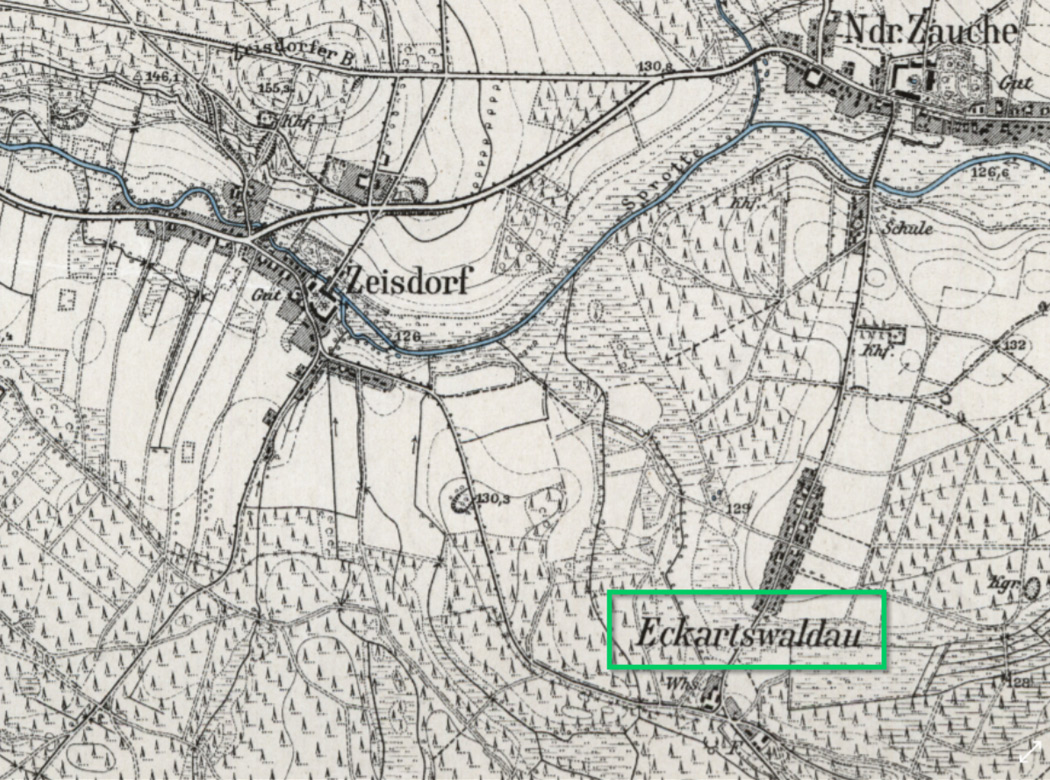 Ndr. Zauche
Zeisdorfer B.
130,8
146,1
155,3
Gut
Khf.
Sprotte
126,6
Khf.
Schule
Zeisdorf
Gut
126
Khf.
132
130,3
129
Kgr.
Eckartswaldau
Whs.
128
F.